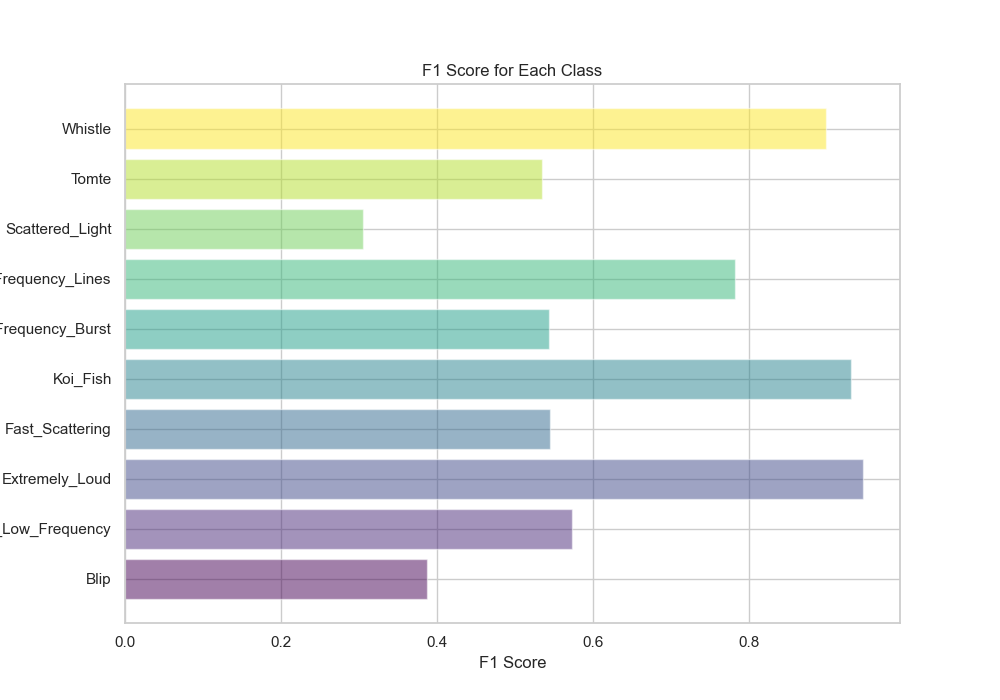 F1 Score for Each Class
Whistle
Tomte
Scattered_Light
Frequency_Lines
Frequency_Burst
Koi_Fish
Fast_Scattering
Extremely_Loud
_Low_Frequency
Blip
0.0 0.2 0.4 0.6 0.8
F1 Score